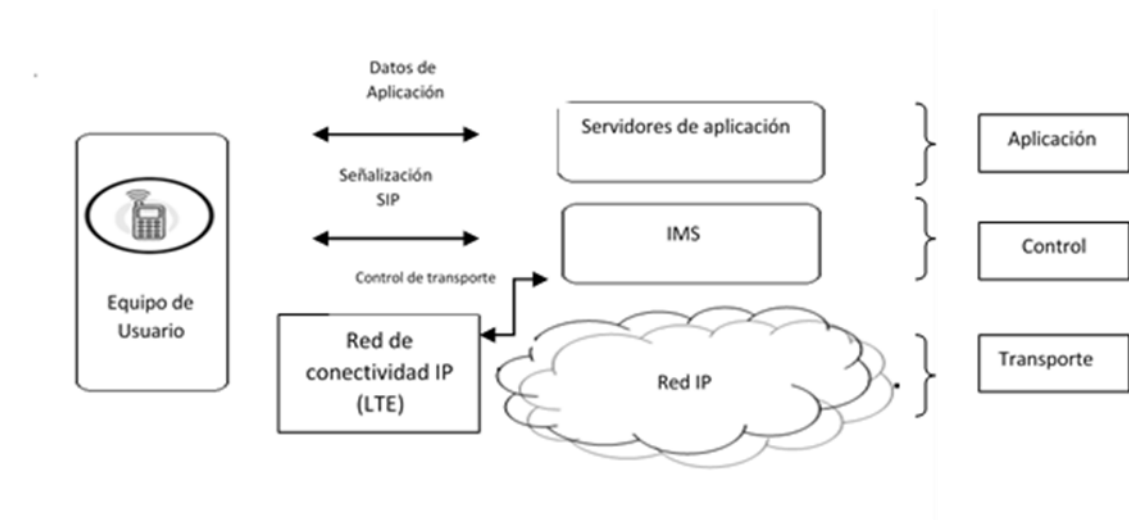 Datos de
Aplicación
Servidores de aplicación
Aplicación
Señalización
SIP
IMS
Control
Control de transporte
Equipo de
Usuario
Red de
conectividad IP
(LTE)
Red IP
Transporte